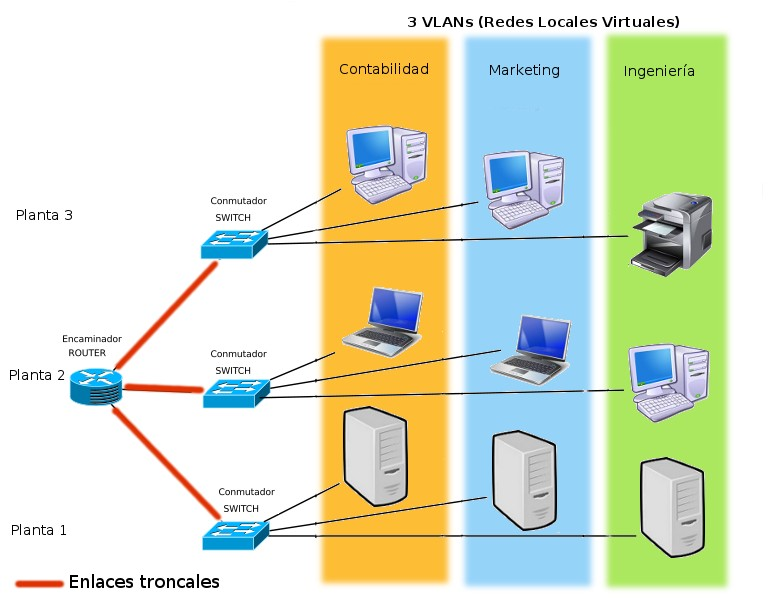 3 VLANs (Redes Locales Virtuales)
Contabilidad
Marketing
Ingeniería
Planta 3
Conmutador
SWITCH
Encaminador
ROUTER
Planta 2
Conmutador
SWITCH
Planta 1
Conmutador
SWITCH
Enlaces troncales